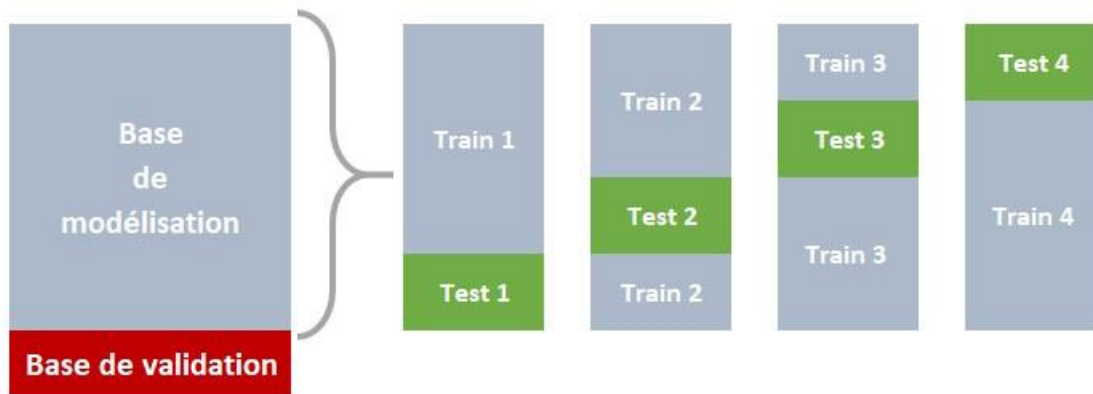 Base
de
modélisation
Base de validation
Train 1
Test 1
Train 2
Test 2
Train 2
Train 3
Test 3
Train 3
Test 4
Train 4